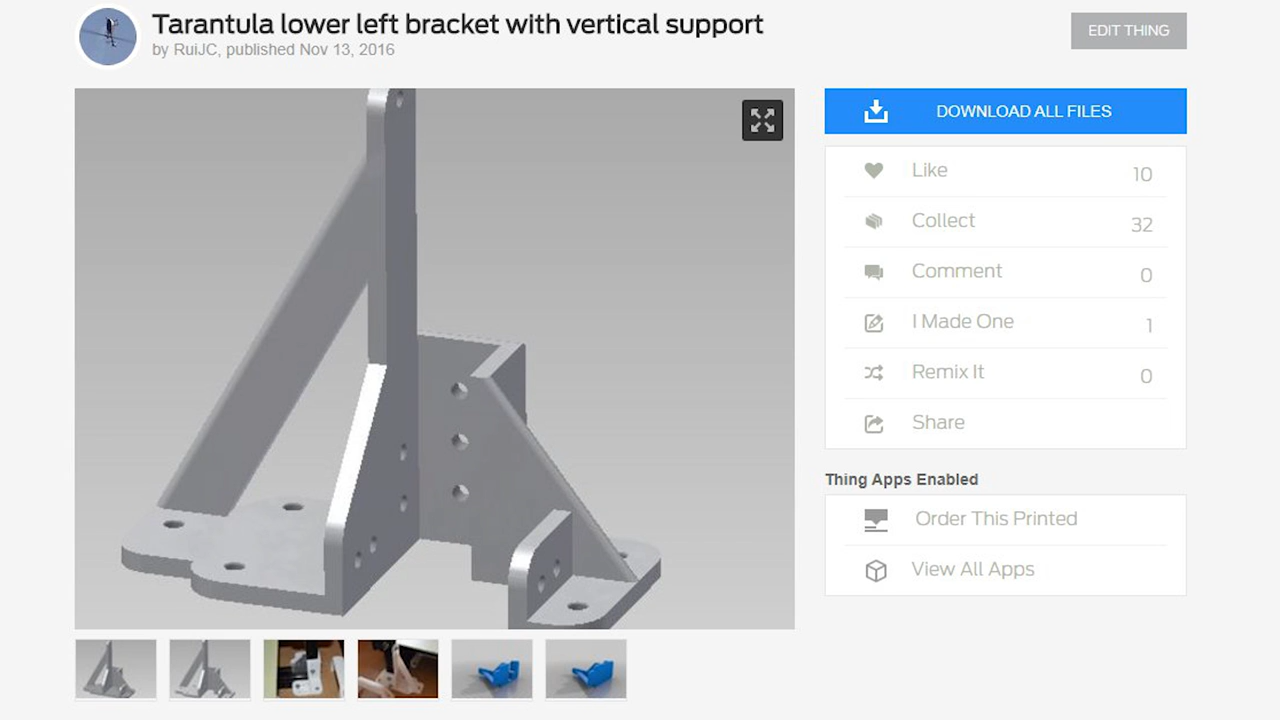 Tarantula lower left bracket with vertical support
by RuiJC, published Nov 13, 2016
EDIT THING
DOWNLOAD ALL FILES
Like 10
Collect 32
Comment 0
I Made One 1
Remix It 0
Share
Thing Apps Enabled
Order This Printed
View All Apps